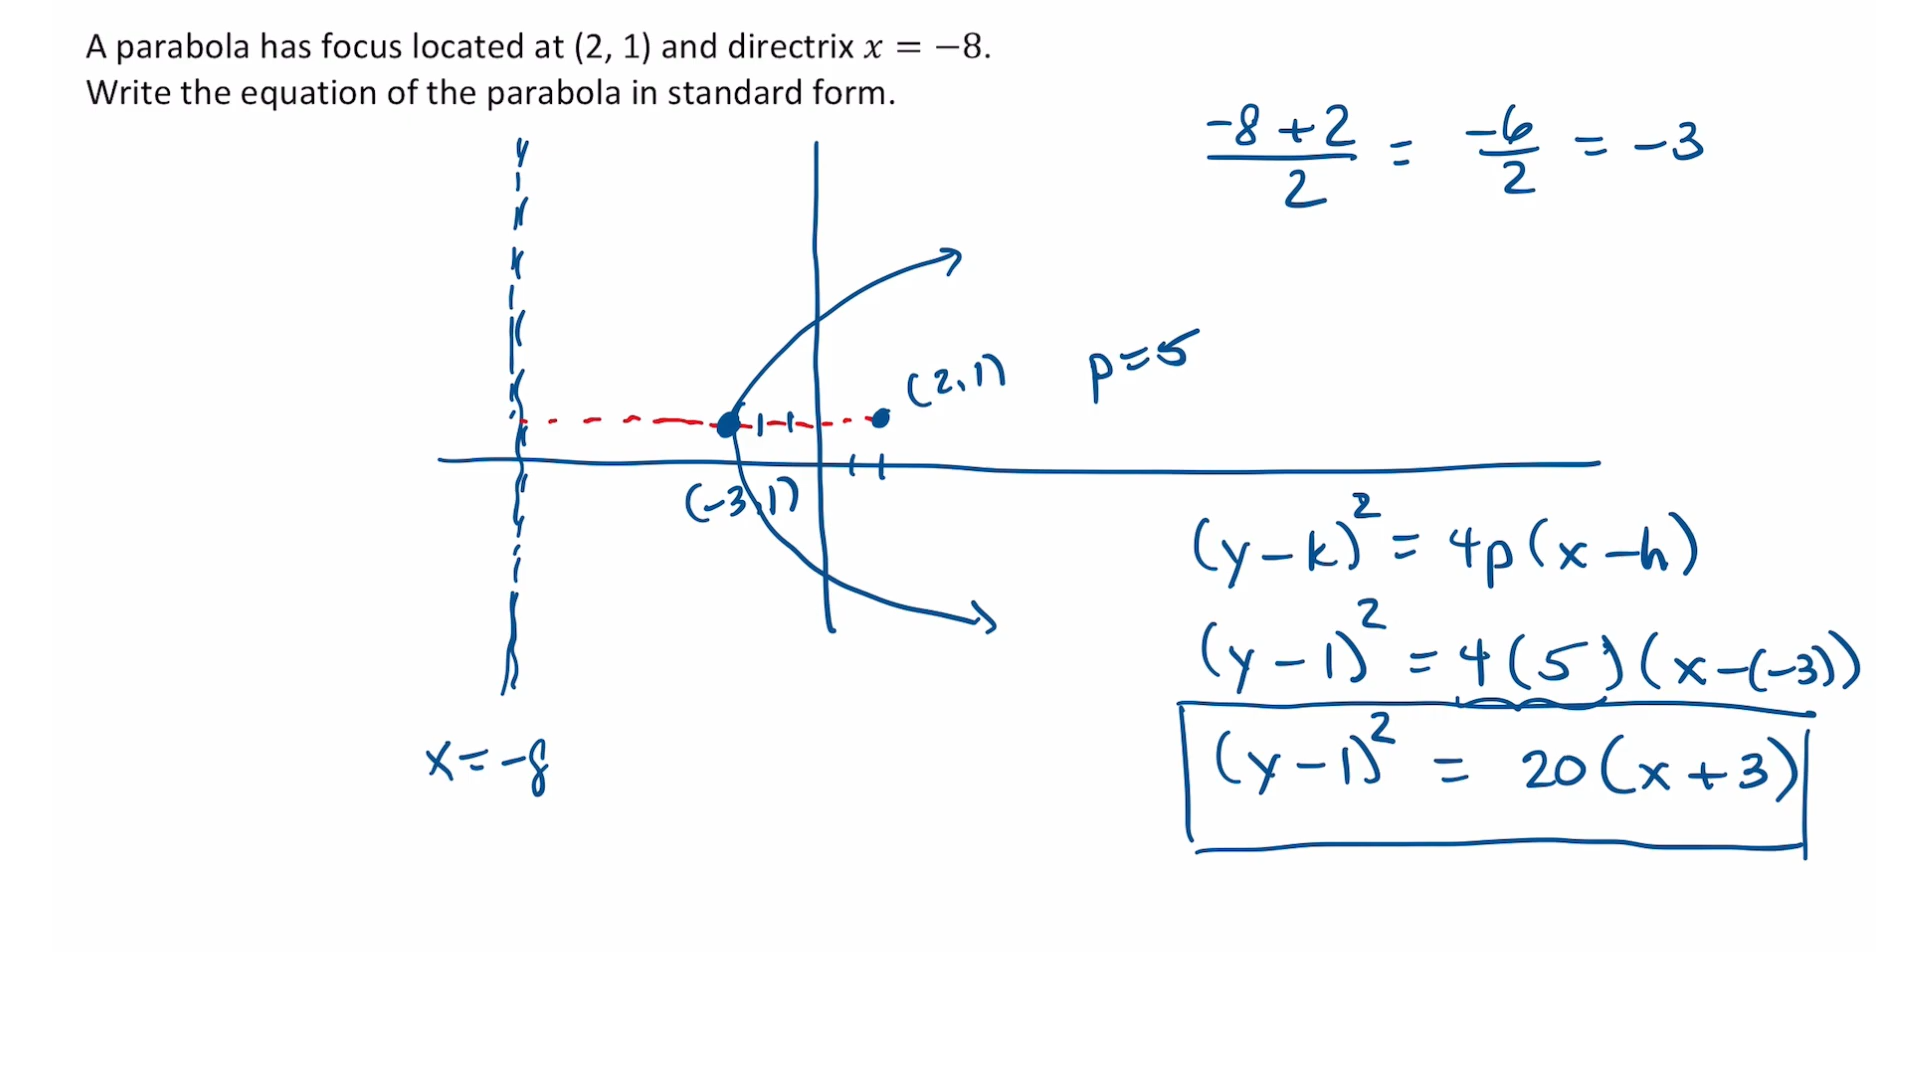 A parabola has focus located at (2, 1) and directrix x = −8.
Write the equation of the parabola in standard form.
-8 + 2 / 2 = -6 / 2 = -3
(2, 1)
p = 5
(-3, 1)
(y - k)² = 4p(x - h)
(y - 1)² = 4(5)(x - (-3))
(y - 1)² = 20(x + 3)
x = -8